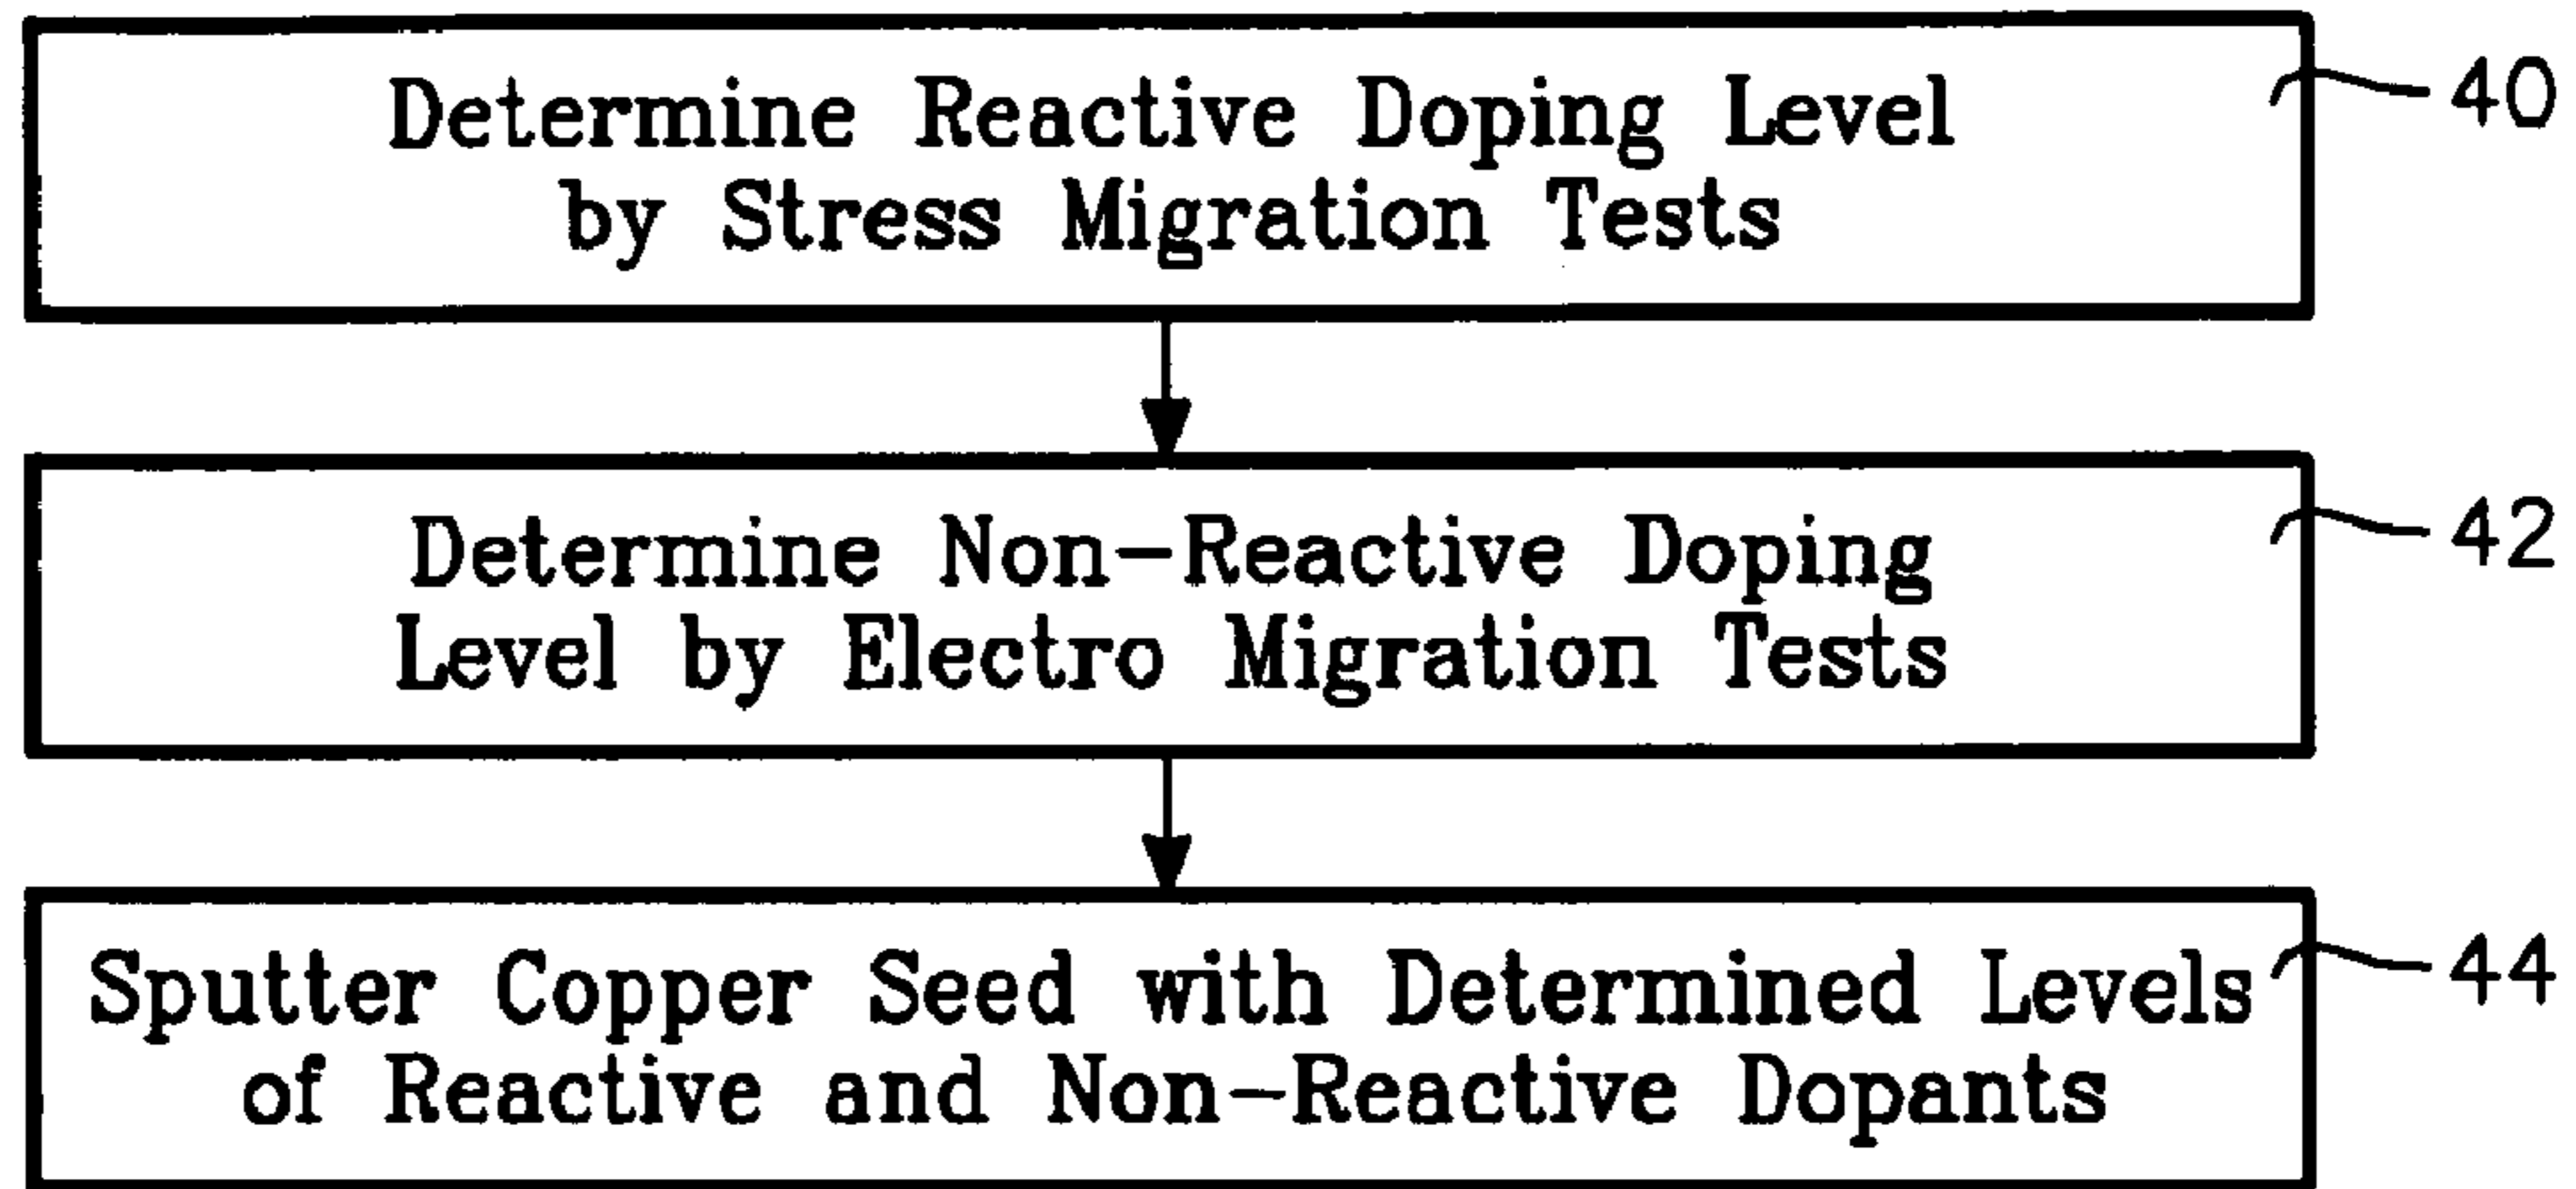 Determine Reactive Doping Level
by Stress Migration Tests
40
Determine Non-Reactive Doping
Level by Electro Migration Tests
42
Sputter Copper Seed with Determined Levels
of Reactive and Non-Reactive Dopants
44